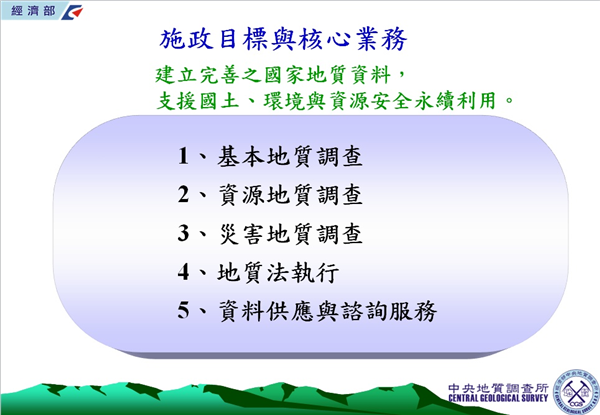 經濟部
施政目標與核心業務
建立完善之國家地質資料，
支援國土、環境與資源安全永續利用。
1、基本地質調查
2、資源地質調查
3、災害地質調查
4、地質法執行
5、資料供應與諮詢服務
中央地質調查所
CENTRAL GEOLOGICAL SURVEY
CGS